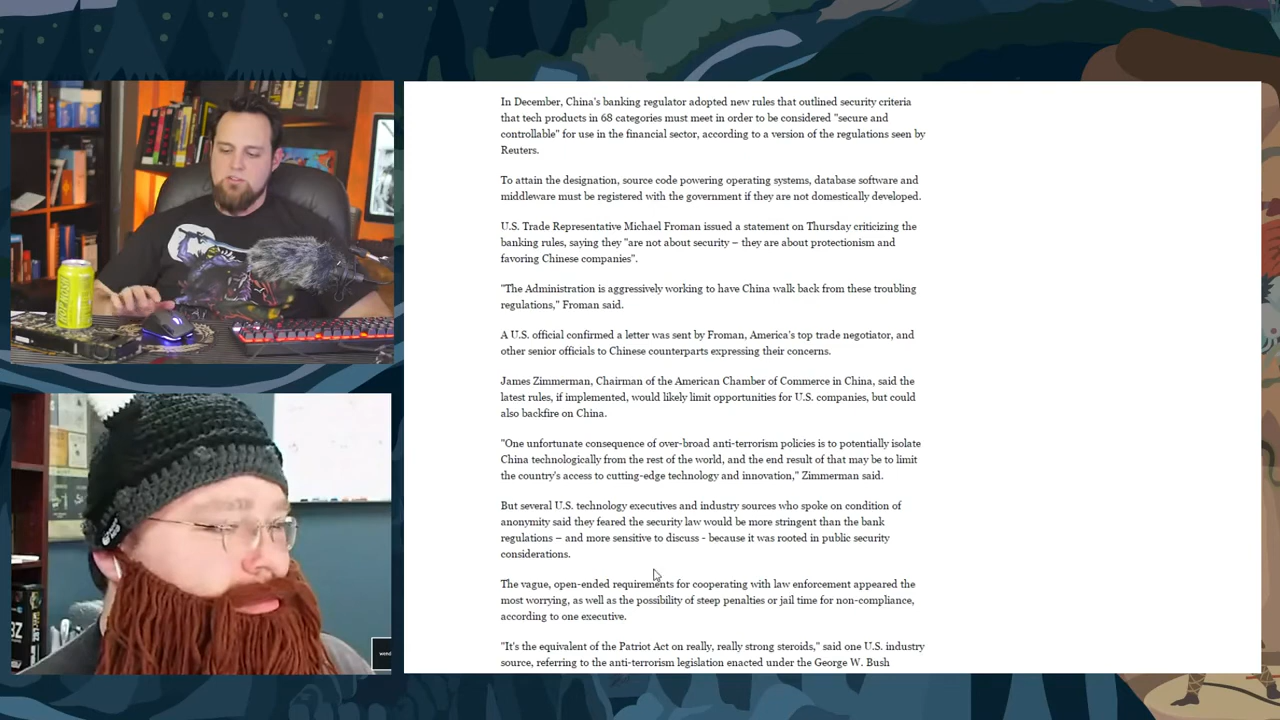 In December, China's banking regulator adopted new rules that outlined security criteria
that tech products in 68 categories must meet in order to be considered "secure and
controllable" for use in the financial sector, according to a version of the regulations seen by
Reuters.
To attain the designation, source code powering operating systems, database software and
middleware must be registered with the government if they are not domestically developed.
U.S. Trade Representative Michael Froman issued a statement on Thursday criticizing the
banking rules, saying they "are not about security – they are about protectionism and
favoring Chinese companies".
"The Administration is aggressively working to have China walk back from these troubling
regulations," Froman said.
A U.S. official confirmed a letter was sent by Froman, America's top trade negotiator, and
other senior officials to Chinese counterparts expressing their concerns.
James Zimmerman, Chairman of the American Chamber of Commerce in China, said the
latest rules, if implemented, would likely limit opportunities for U.S. companies, but could
also backfire on China.
"One unfortunate consequence of over-broad anti-terrorism policies is to potentially isolate
China technologically from the rest of the world, and the end result of that may be to limit
the country's access to cutting-edge technology and innovation," Zimmerman said.
But several U.S. technology executives and industry sources who spoke on condition of
anonymity said they feared the security law would be more stringent than the bank
regulations – and more sensitive to discuss - because it was rooted in public security
considerations.
The vague, open-ended requirements for cooperating with law enforcement appeared the
most worrying, as well as the possibility of steep penalties or jail time for non-compliance,
according to one executive.
"It's the equivalent of the Patriot Act on really, really strong steroids," said one U.S. industry
source, referring to the anti-terrorism legislation enacted under the George W. Bush
wend